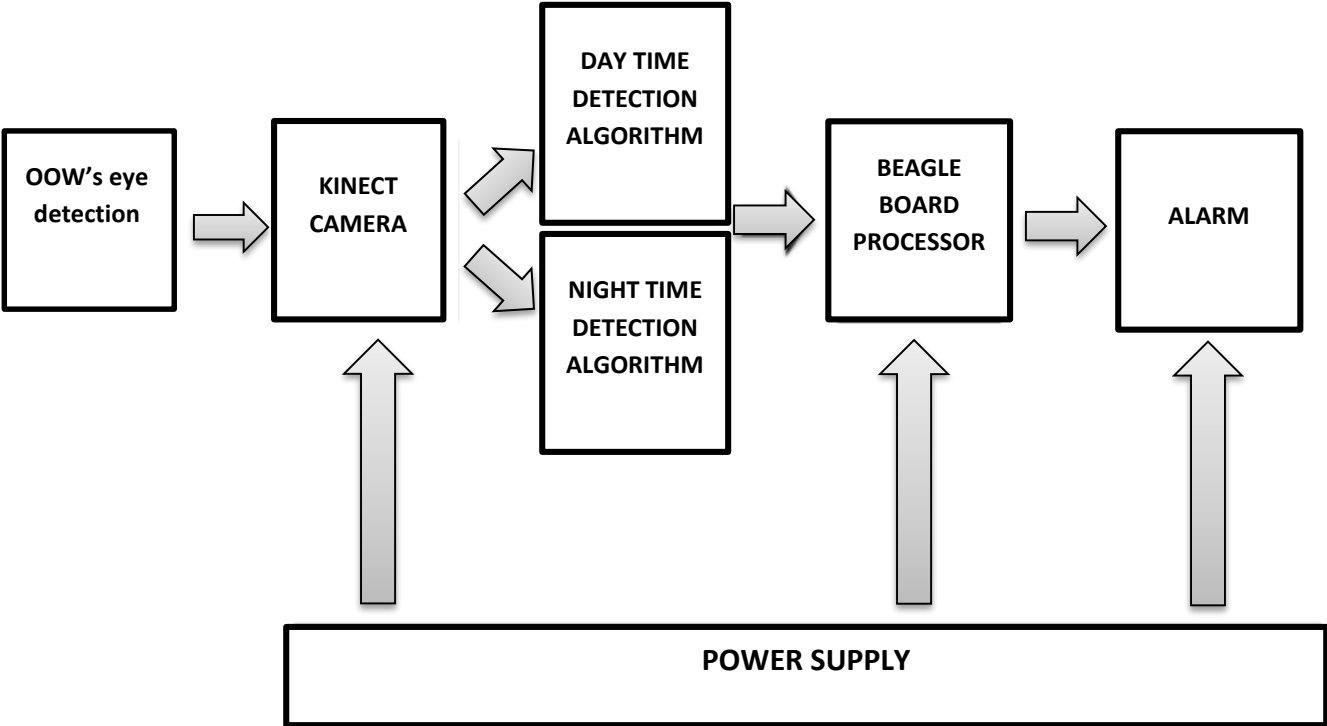 OOW’s eye
detection
KINECT
CAMERA
DAY TIME
DETECTION
ALGORITHM
NIGHT TIME
DETECTION
ALGORITHM
BEAGLE
BOARD
PROCESSOR
ALARM
POWER SUPPLY